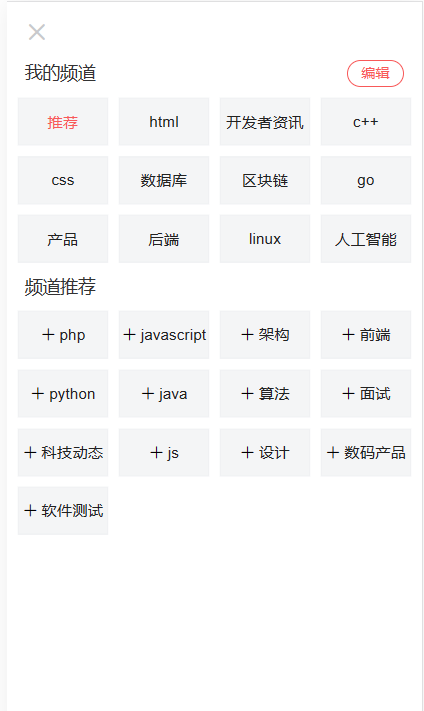 我的频道 编辑
推荐 html 开发者资讯 c++
css 数据库 区块链 go
产品 后端 linux 人工智能
频道推荐
+ php + javascript + 架构 + 前端
+ python + java + 算法 + 面试
+ 科技动态 + js + 设计 + 数码产品
+ 软件测试